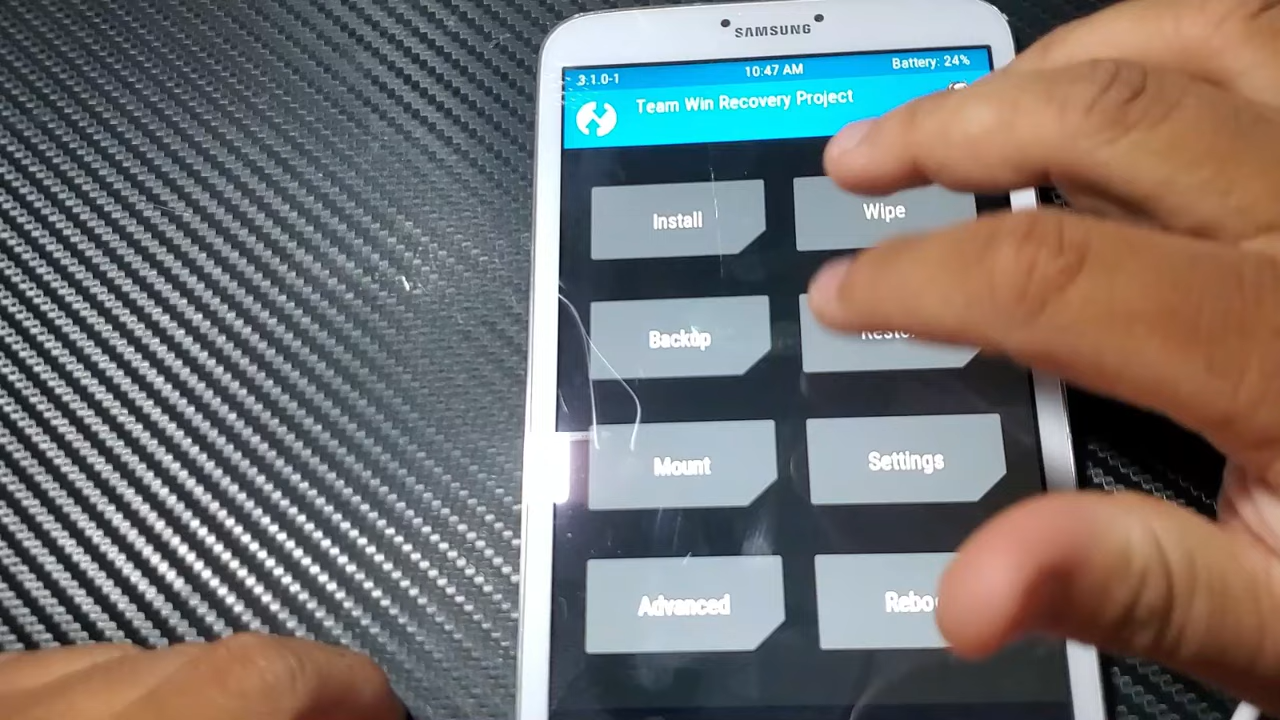 SAMSUNG
3.1.0-1 10:47 AM Battery: 24%
Team Win Recovery Project
Install Wipe
Backup
Mount Settings
Advanced